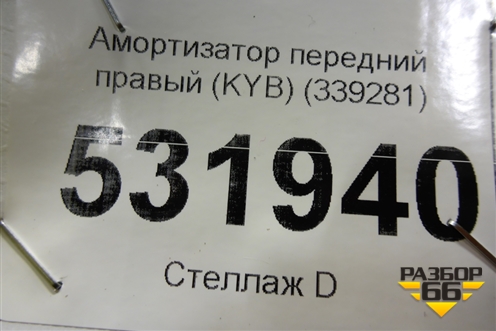 Амортизатор передний
правый (KYB) (339281)
531940
Стеллаж D
РАЗБОР
66